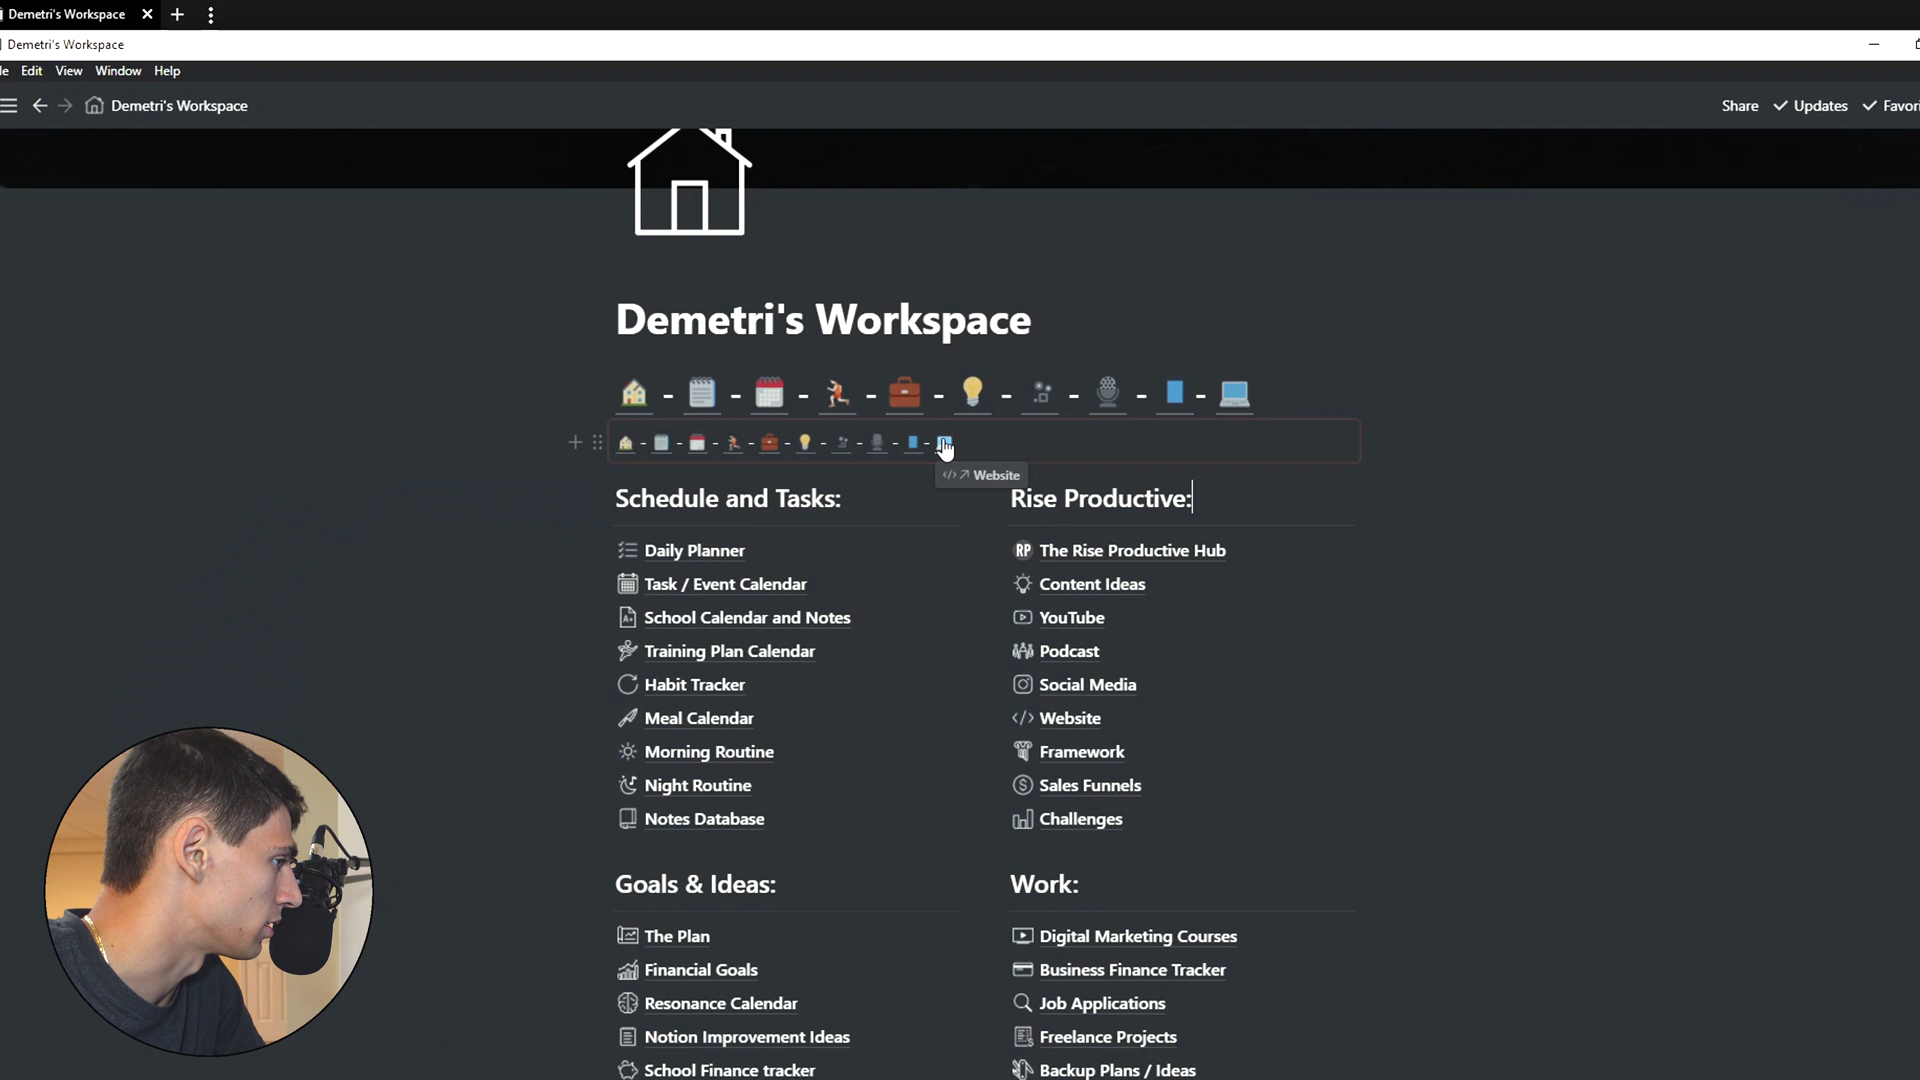 Demetri's Workspace
Demetri's Workspace
Edit View Window Help
Demetri's Workspace
Share Updates
Demetri's Workspace
- - - - - - - - -
- - - - - - - - -
Website
Schedule and Tasks:
Daily Planner
Task / Event Calendar
School Calendar and Notes
Training Plan Calendar
Habit Tracker
Meal Calendar
Morning Routine
Night Routine
Notes Database
Rise Productive:
RP The Rise Productive Hub
Content Ideas
YouTube
Podcast
Social Media
</> Website
Framework
Sales Funnels
Challenges
Goals & Ideas:
The Plan
Financial Goals
Resonance Calendar
Notion Improvement Ideas
School Finance tracker
Work:
Digital Marketing Courses
Business Finance Tracker
Job Applications
Freelance Projects
Backup Plans / Ideas